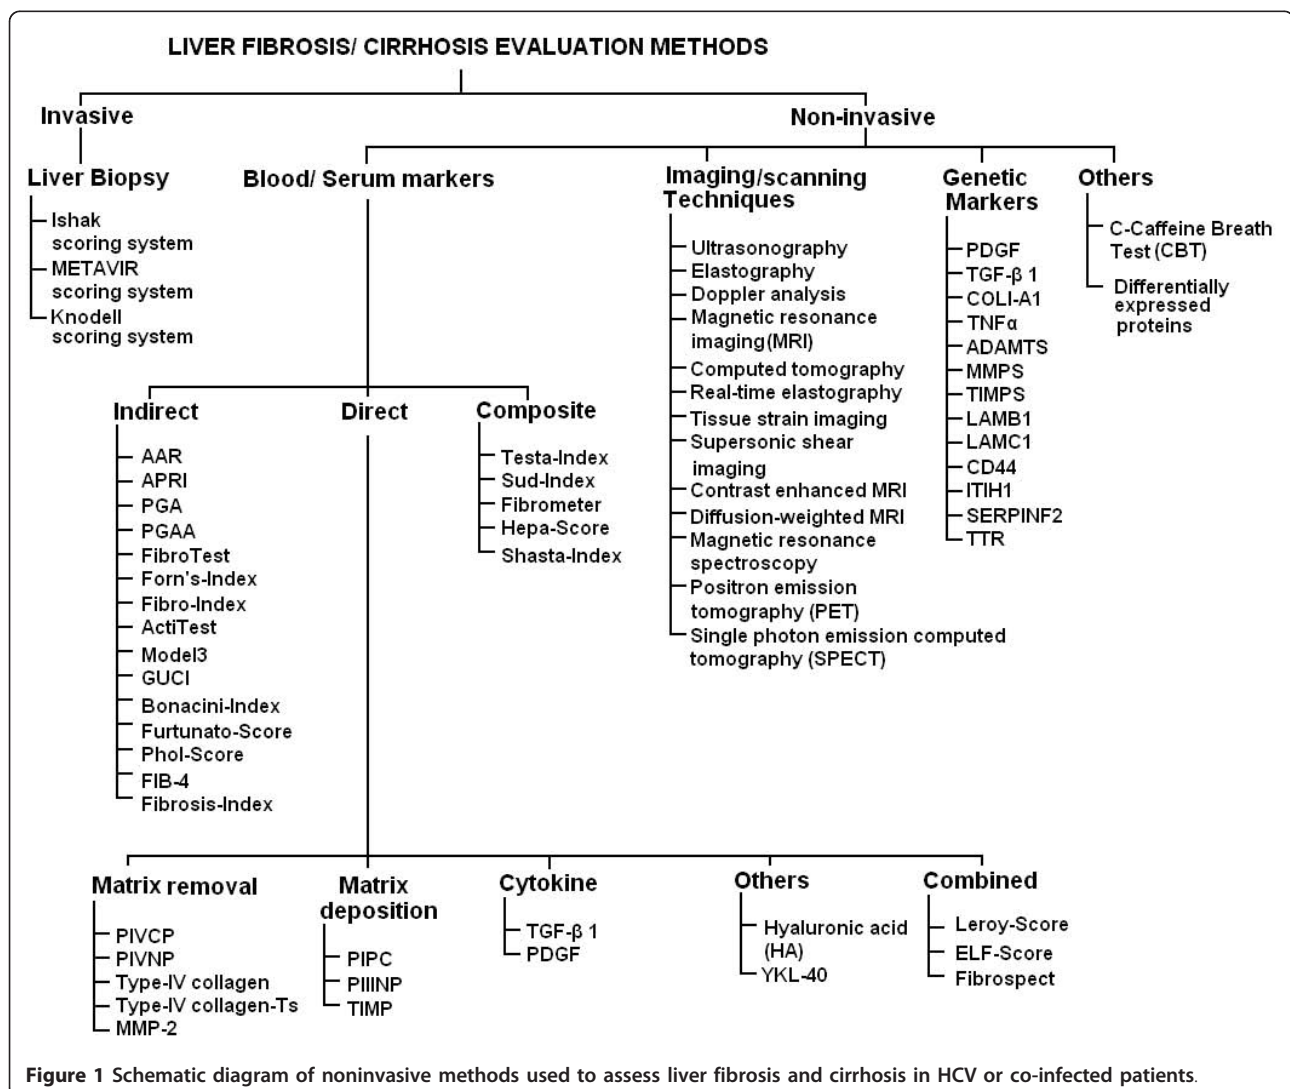 LIVER FIBROSIS/ CIRRHOSIS EVALUATION METHODS
Invasive
Non-invasive
Liver Biopsy
Ishak
scoring system
METAVIR
scoring system
Knodell
scoring system
Blood/ Serum markers
Indirect
AAR
APRI
PGA
PGAA
FibroTest
Forn's-Index
Fibro-Index
ActiTest
Model3
GUCI
Bonacini-Index
Furtunato-Score
Phol-Score
FIB-4
Fibrosis-Index
Direct
Composite
Testa-Index
Sud-Index
Fibrometer
Hepa-Score
Shasta-Index
Imaging/scanning
Techniques
Ultrasonography
Elastography
Doppler analysis
Magnetic resonance
imaging(MRI)
Computed tomography
Real-time elastography
Tissue strain imaging
Supersonic shear
imaging
Contrast enhanced MRI
Diffusion-weighted MRI
Magnetic resonance
spectroscopy
Positron emission
tomography (PET)
Single photon emission computed
tomography (SPECT)
Genetic
Markers
PDGF
TGF-β 1
COLI-A1
TNFα
ADAMTS
MMPS
TIMPS
LAMB1
LAMC1
CD44
ITIH1
SERPINF2
TTR
Others
C-Caffeine Breath
Test (CBT)
Differentially
expressed
proteins
Matrix removal
PIVCP
PIVNP
Type-IV collagen
Type-IV collagen-Ts
MMP-2
Matrix
deposition
PIPC
PIIINP
TIMP
Cytokine
TGF-β 1
PDGF
Others
Hyaluronic acid
(HA)
YKL-40
Combined
Leroy-Score
ELF-Score
Fibrospect
Figure 1 Schematic diagram of noninvasive methods used to assess liver fibrosis and cirrhosis in HCV or co-infected patients.